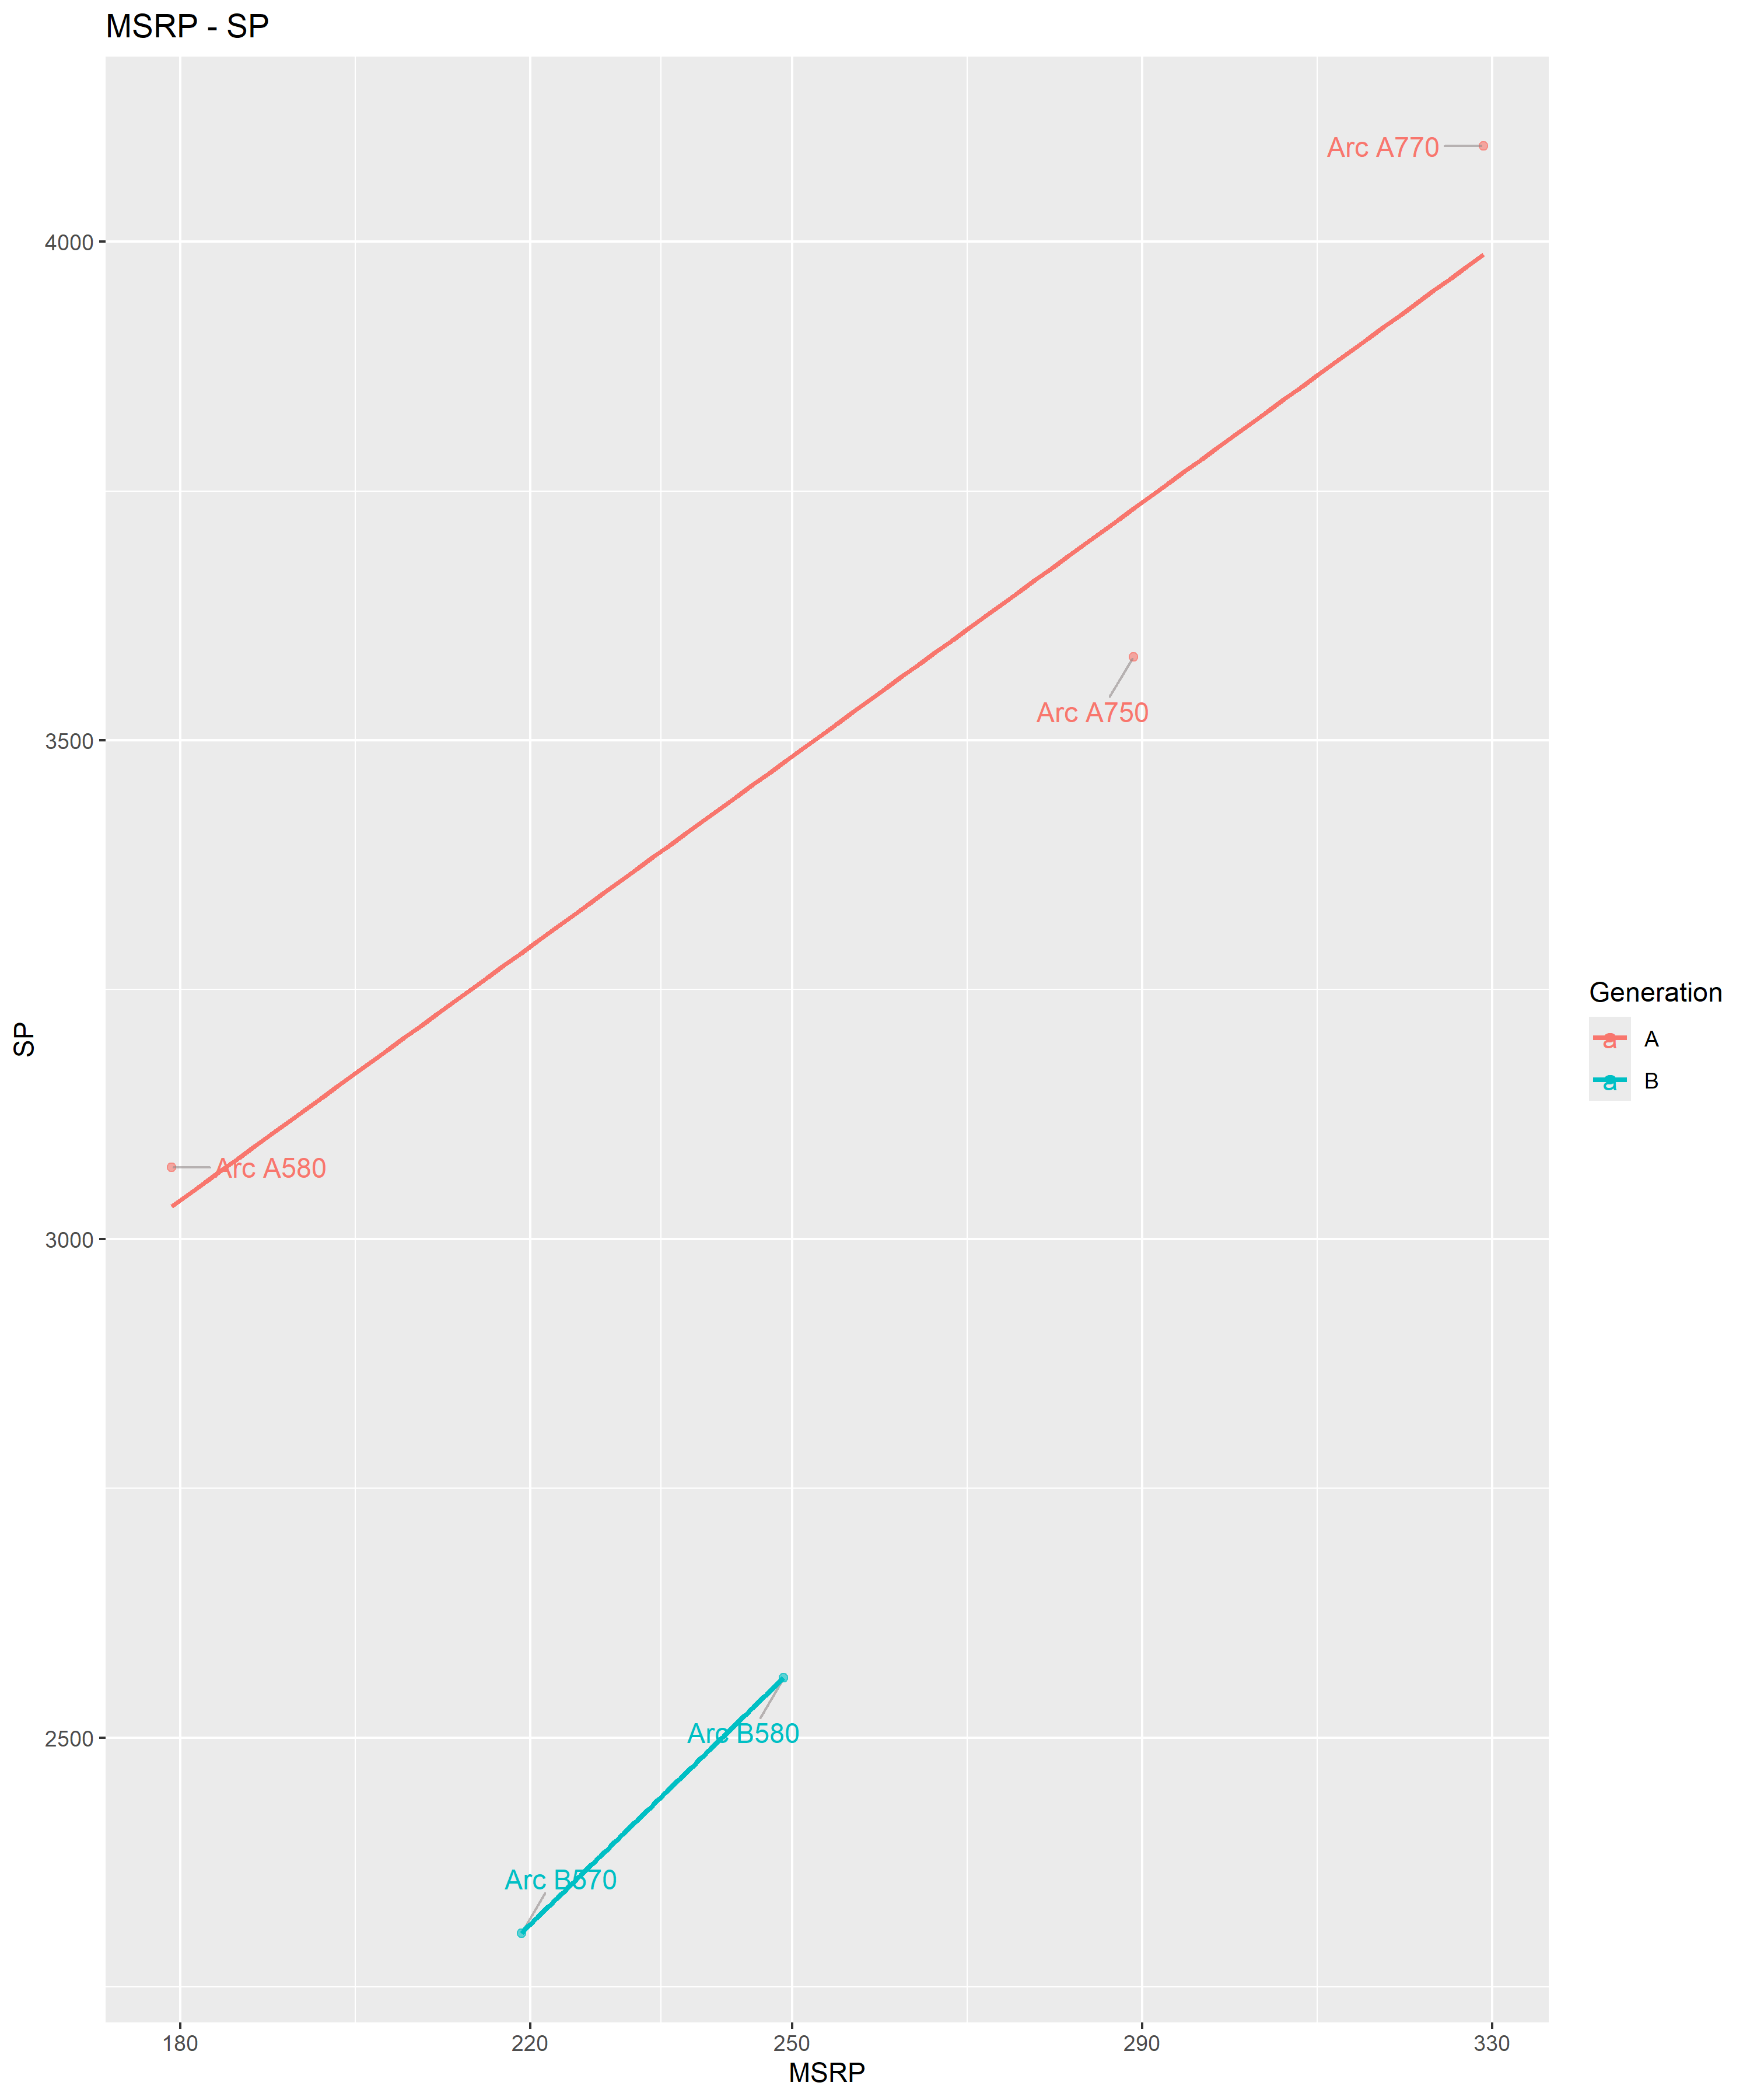 MSRP - SP
Arc A770
4000
Arc A750
3500
Generation
SP
a A
a B
Arc A580
3000
Arc B580
2500
Arc B570
180 220 250 290 330
MSRP